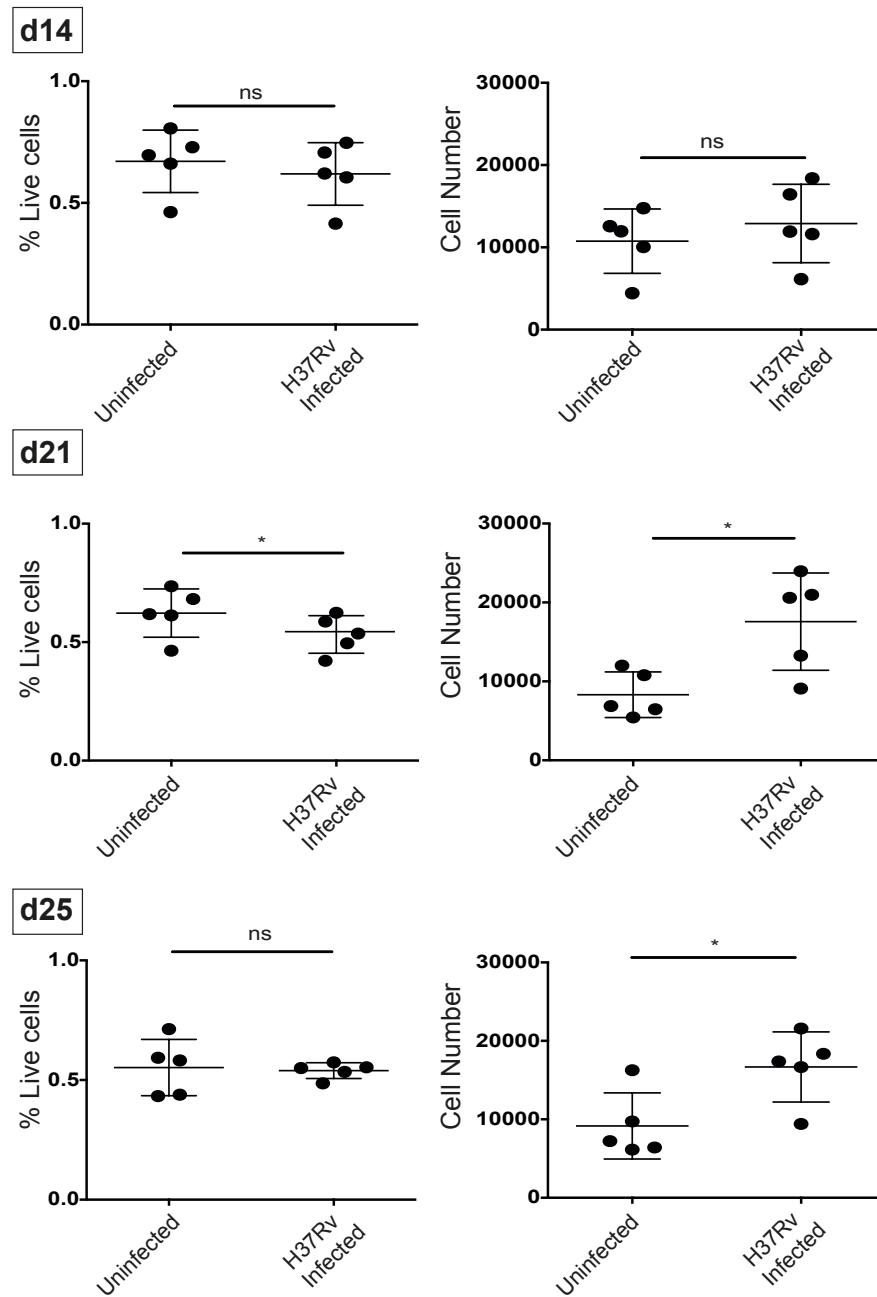 d14
1.0
0.5
0.0
% Live cells
ns
Uninfected
H37Rv
Infected
30000
20000
10000
0
Cell Number
ns
Uninfected
H37Rv
Infected
d21
1.0
0.5
0.0
% Live cells
*
Uninfected
H37Rv
Infected
30000
20000
10000
0
Cell Number
*
Uninfected
H37Rv
Infected
d25
1.0
0.5
0.0
% Live cells
ns
Uninfected
H37Rv
Infected
30000
20000
10000
0
Cell Number
*
Uninfected
H37Rv
Infected